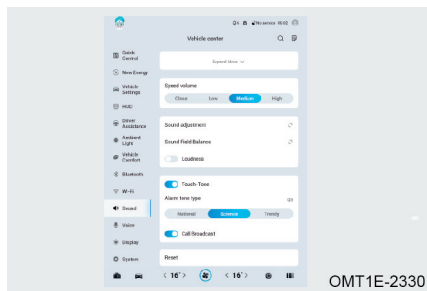 No service 16:02
Vehicle center
Quick
Control
Expand More
New Energy
Vehicle
Settings
Speed volume
Close Low Medium High
HUD
Driver
Assistance
Sound adjustment
Ambient
Light
Sound Field Balance
Vehicle
Comfort
Loudness
Bluetooth
Touch-Tone
Wi-Fi
Alarm tone type
Sound
National Science Trendy
Voice
Call Broadcast
Display
System
Reset
16° 16°
OMT1E-2330